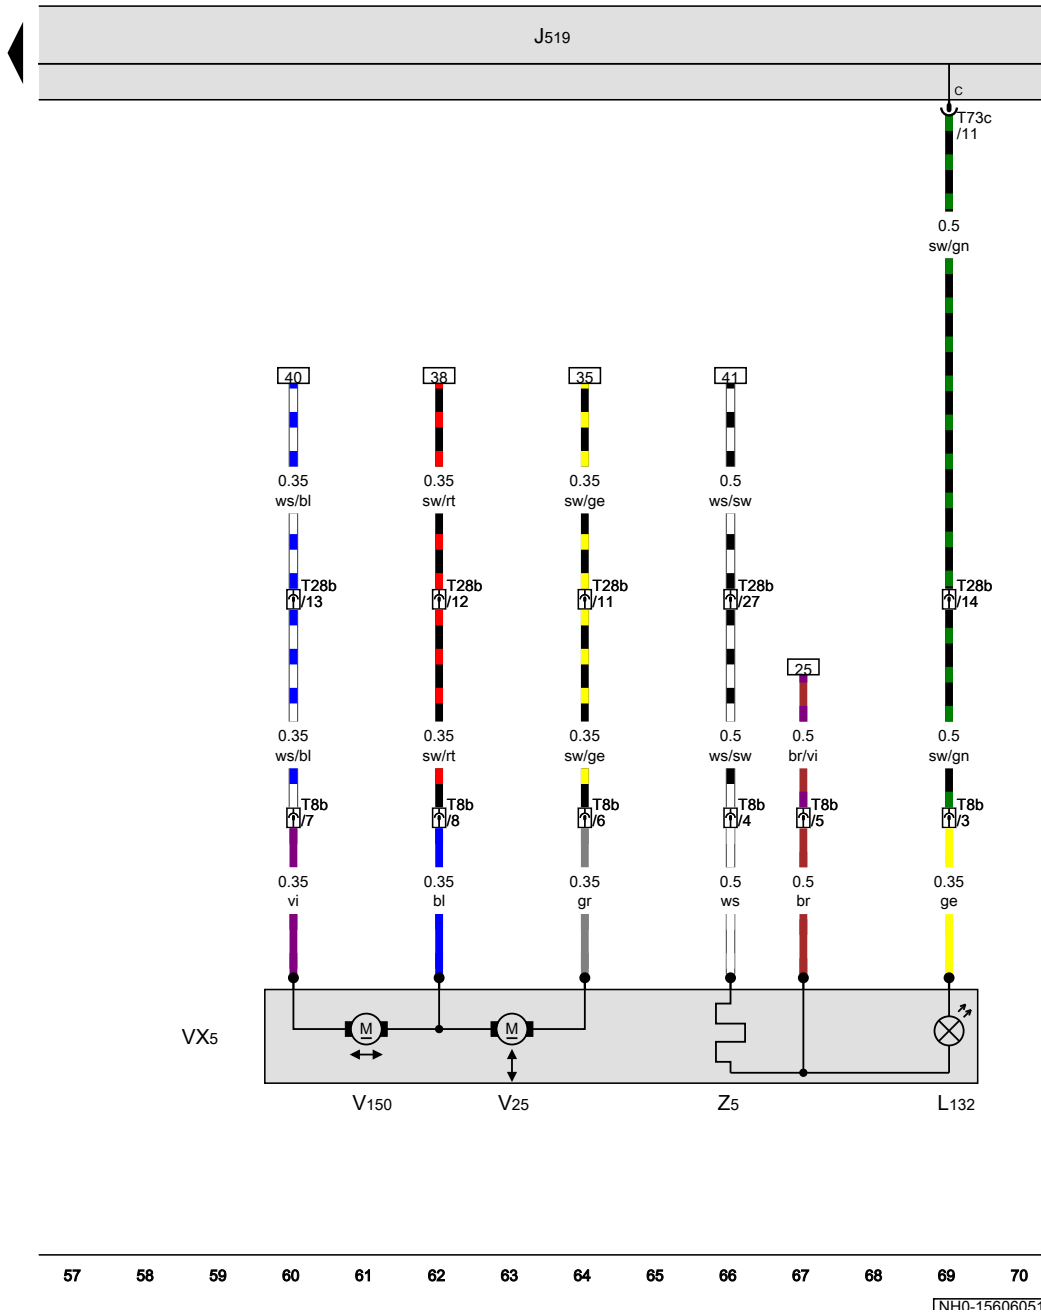 J519
C
T73c
/11
0.5
sw/gn
40 38 35 41
0.35 0.35 0.35 0.5
ws/bl sw/rt sw/ge ws/sw
T28b T28b T28b T28b T28b
/13 /12 /11 /27 /14
25
0.35 0.35 0.35 0.5 0.5 0.5
ws/bl sw/rt sw/ge ws/sw br/vi sw/gn
T8b T8b T8b T8b T8b T8b
/7 /8 /6 /4 /5 /3
0.35 0.35 0.35 0.5 0.5 0.35
vi bl gr ws br ge
VX5
M M
V150 V25 Z5 L132
57 58 59 60 61 62 63 64 65 66 67 68 69 70
NH0-15606051